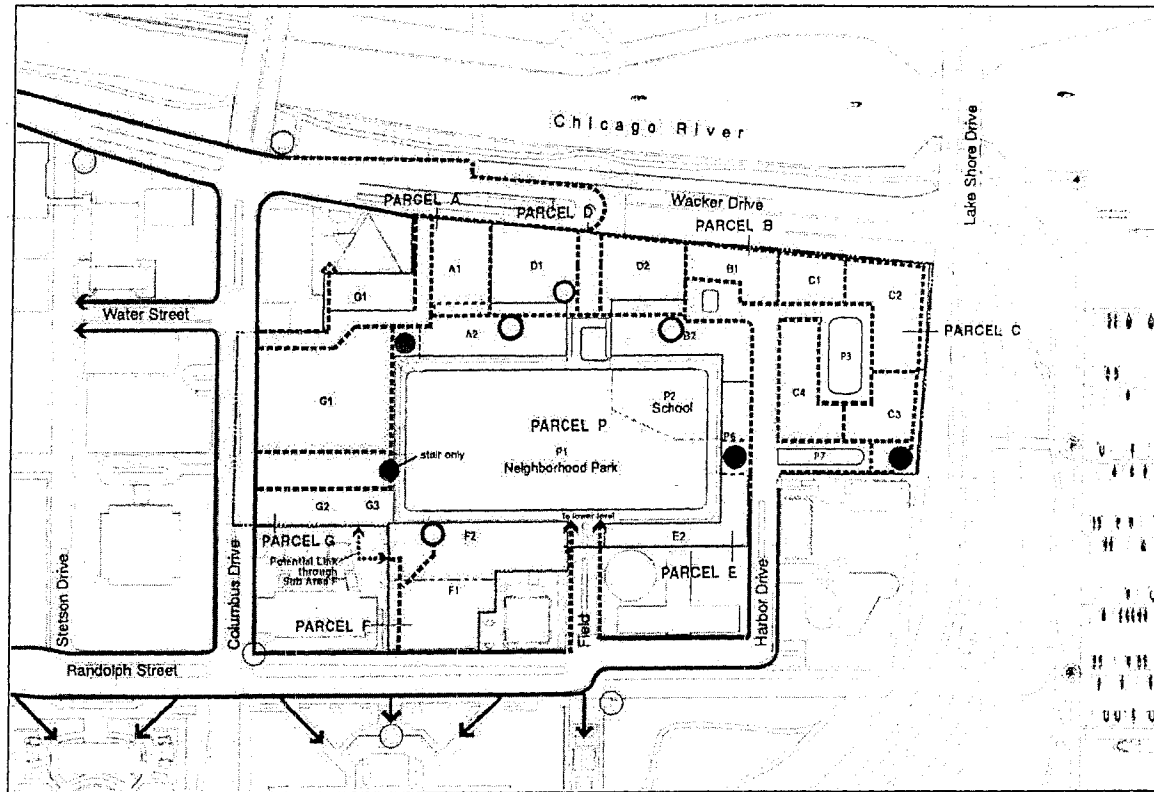 Chicago River
Lake Shore Drive
Wacker Drive
PARCEL A
PARCEL D
PARCEL B
A1
D1
D2
B1
C1
C2
O1
Water Street
PARCEL C
A2
B2
P3
C4
C3
G1
P2
School
PARCEL P
P1
Neighborhood Park
P6
P7
stair only
G2
G3
To lower level
F2
E2
PARCEL G
Potential Link
through
Sub Area F
PARCEL E
F1
PARCEL F
Stetson Drive
Columbus Drive
Field
Harbor Drive
Randolph Street